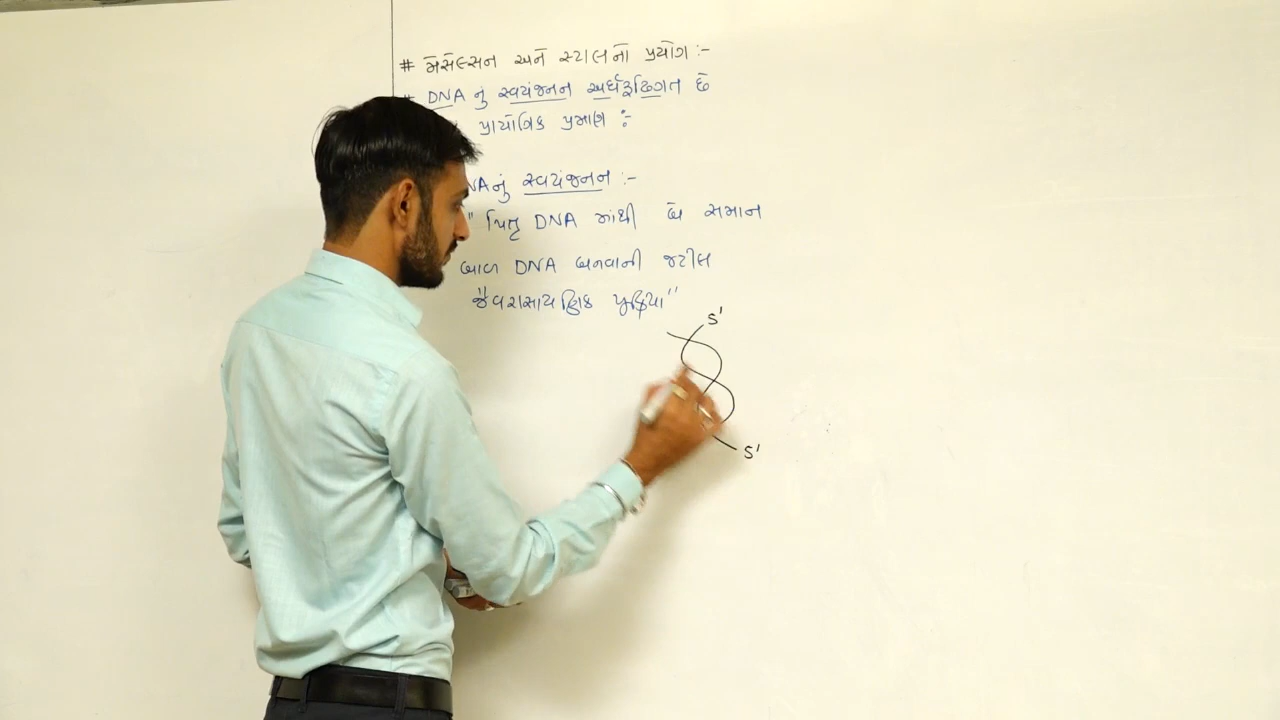 # મેસેલ્સન અને સ્ટાલનો પ્રયોગ :-
DNA નું સ્વયંજનન અર્ધરૂઢિગત છે
પ્રાયોગિક પ્રમાણ :-
NA નું સ્વયંજનન :-
" પિતૃ DNA માંથી બે સમાન
બાળ DNA બનવાની જટીલ
જૈવરાસાયણિક પ્રક્રિયા"
5'
5'